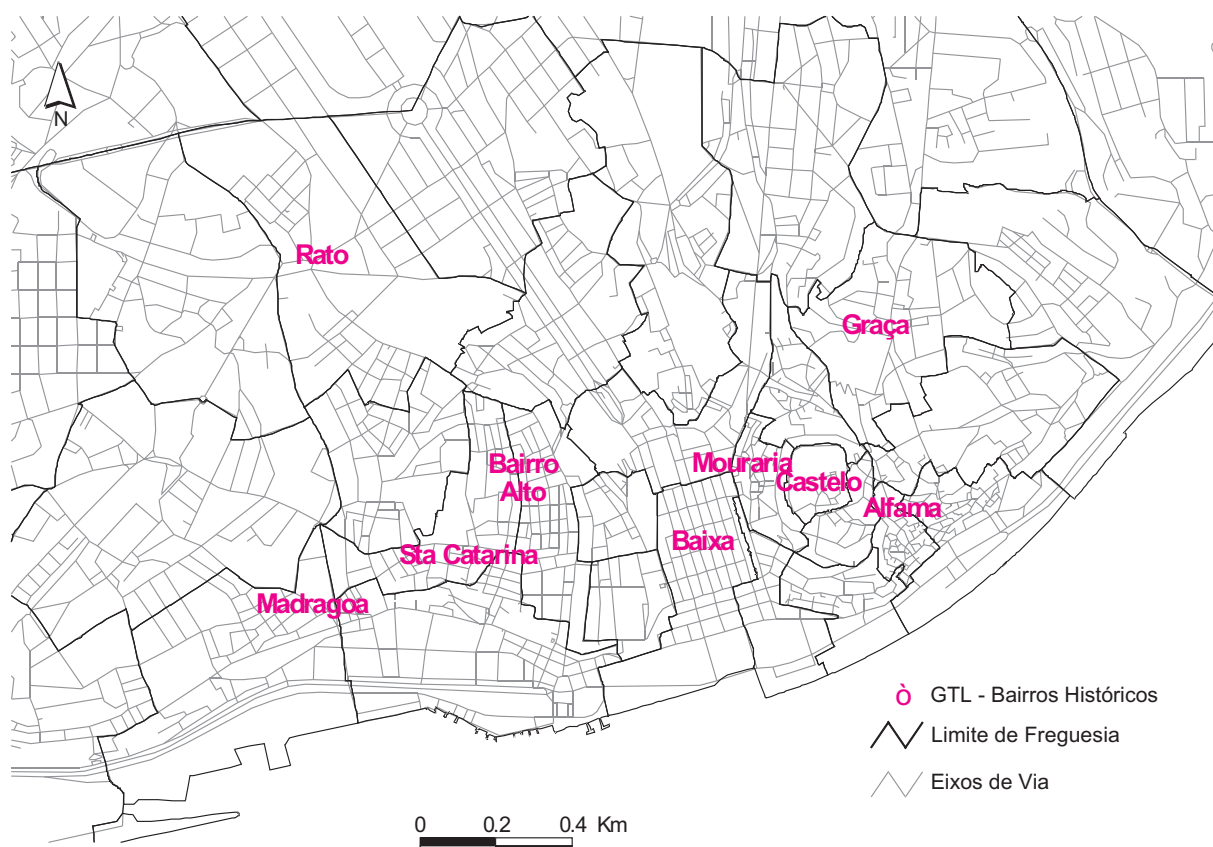 N
Rato
Graça
Bairro
Alto
Mouraria
Castelo
Alfama
Baixa
Sta Catarina
Madragoa
ò GTL - Bairros Históricos
Limite de Freguesia
Eixos de Via
0 0.2 0.4 Km